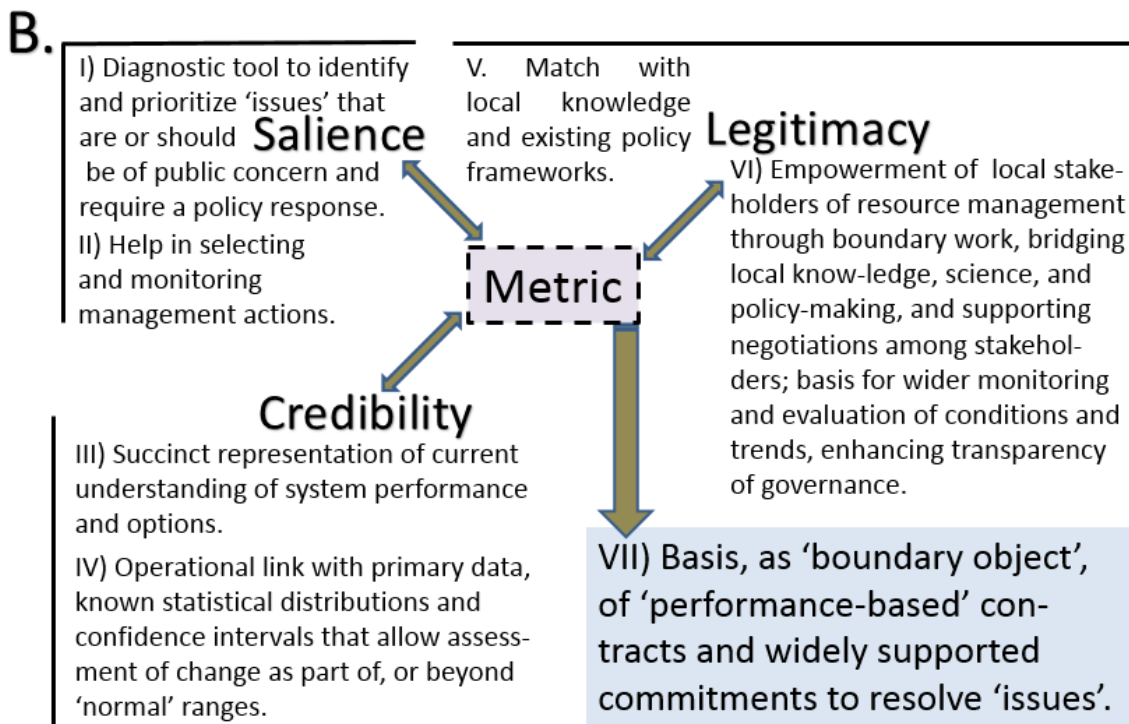 B.
I) Diagnostic tool to identify
and prioritize ‘issues’ that
are or should
Salience
be of public concern and
require a policy response.
II) Help in selecting
and monitoring
management actions.
V. Match with
local knowledge
and existing policy
frameworks.
Legitimacy
VI) Empowerment of local stake-
holders of resource management
through boundary work, bridging
local know-ledge, science, and
policy-making, and supporting
negotiations among stakehol-
ders; basis for wider monitoring
and evaluation of conditions and
trends, enhancing transparency
of governance.
Metric
Credibility
III) Succinct representation of current
understanding of system performance
and options.
IV) Operational link with primary data,
known statistical distributions and
confidence intervals that allow assess-
ment of change as part of, or beyond
‘normal’ ranges.
VII) Basis, as ‘boundary object’,
of ‘performance-based’ con-
tracts and widely supported
commitments to resolve ‘issues’.